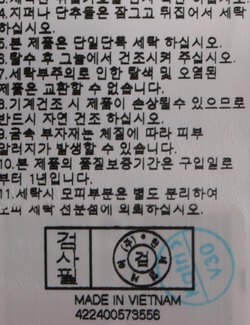 4.지퍼나 단추들은 잠그고 뒤집어서 세탁
하십시오.
5.본 제품은 단일단독 세탁 하십시오.
6.탈수 후 그늘에서 건조시켜 주십시오.
7.세탁부주의로 인한 탈색 및 오염된
제품은 교환할 수 없습니다.
8.기계건조 시 제품이 손상될수 있으므로
반드시 자연 건조 하십시오.
9.금속 부자재는 체질에 따라 피부
알러지가 발생할 수 있습니다.
10.본 제품의 품질보증기간은 구입일로
부터 1년입니다.
11.세탁시 모피부분은 별도 분리하여
모피 세탁 전문점에 의뢰하십시오.
검사필
검
V30
MADE IN VIETNAM
422400573556